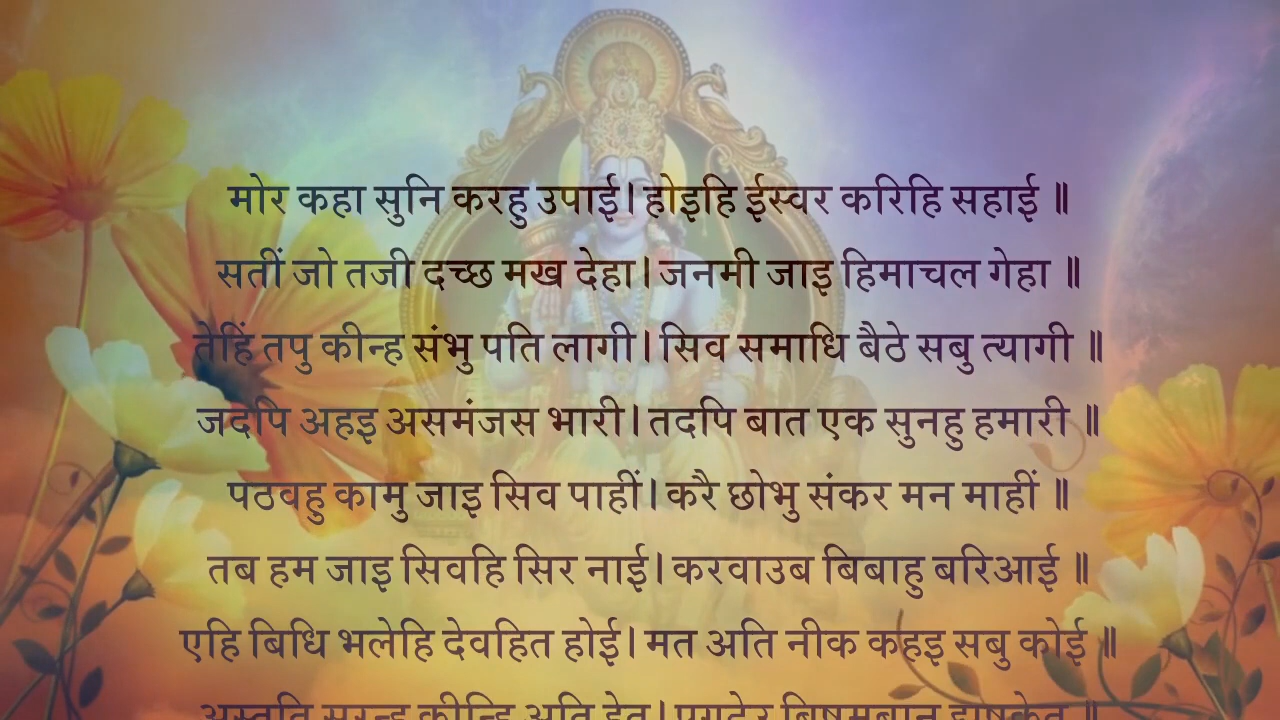 मोर कहा सुनि करहु उपाई। होइहि ईस्वर करिहि सहाई ॥
सतीं जो तजी दच्छ मख देहा। जनमी जाइ हिमाचल गेहा ॥
तेहिं तपु कीन्ह संभु पति लागी। सिव समाधि बैठे सबु त्यागी ॥
जदपि अहइ असमंजस भारी। तदपि बात एक सुनहु हमारी ॥
पठवहु कामु जाइ सिव पाहीं। करै छोभु संकर मन माहीं ॥
तब हम जाइ सिवहि सिर नाई। करवाउब बिबाहु बरिआई ॥
एहि बिधि भलेहि देवहित होई। मत अति नीक कहइ सबु कोई ॥